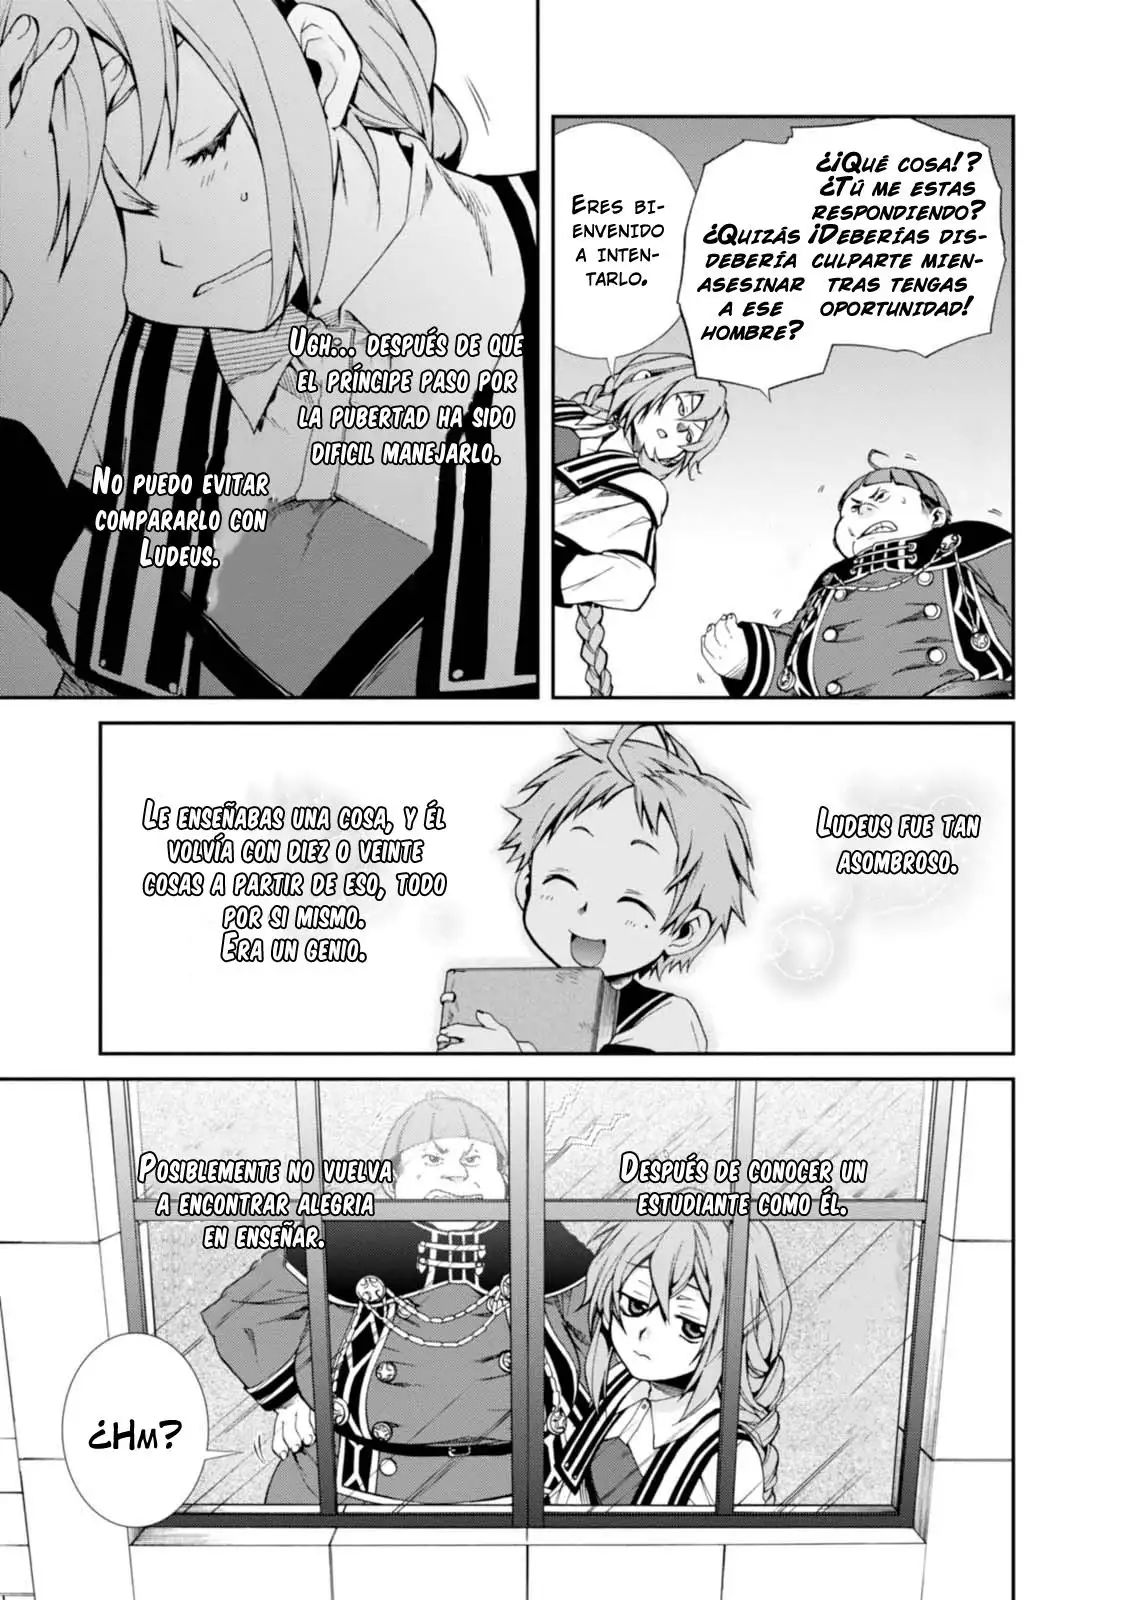 ¿¡Qué cosa!?
¿Tú me estas
respondiendo?
¡Deberías dis-
culparte mien-
tras tengas
oportunidad!
¿Quizás
debería
asesinar
a ese
hombre?
Eres bi-
envenido
a inten-
tarlo.
Ugh... después de que
el príncipe paso por
la pubertad ha sido
dificil manejarlo.
No puedo evitar
compararlo con
Ludeus.
Ludeus fue tan
asombroso.
Le enseñabas una cosa, y él
volvía con diez o veinte
cosas a partir de eso, todo
por si mismo.
Era un genio.
Después de conocer un
estudiante como él.
Posiblemente no vuelva
a encontrar alegria
en enseñar.
¿Hm?